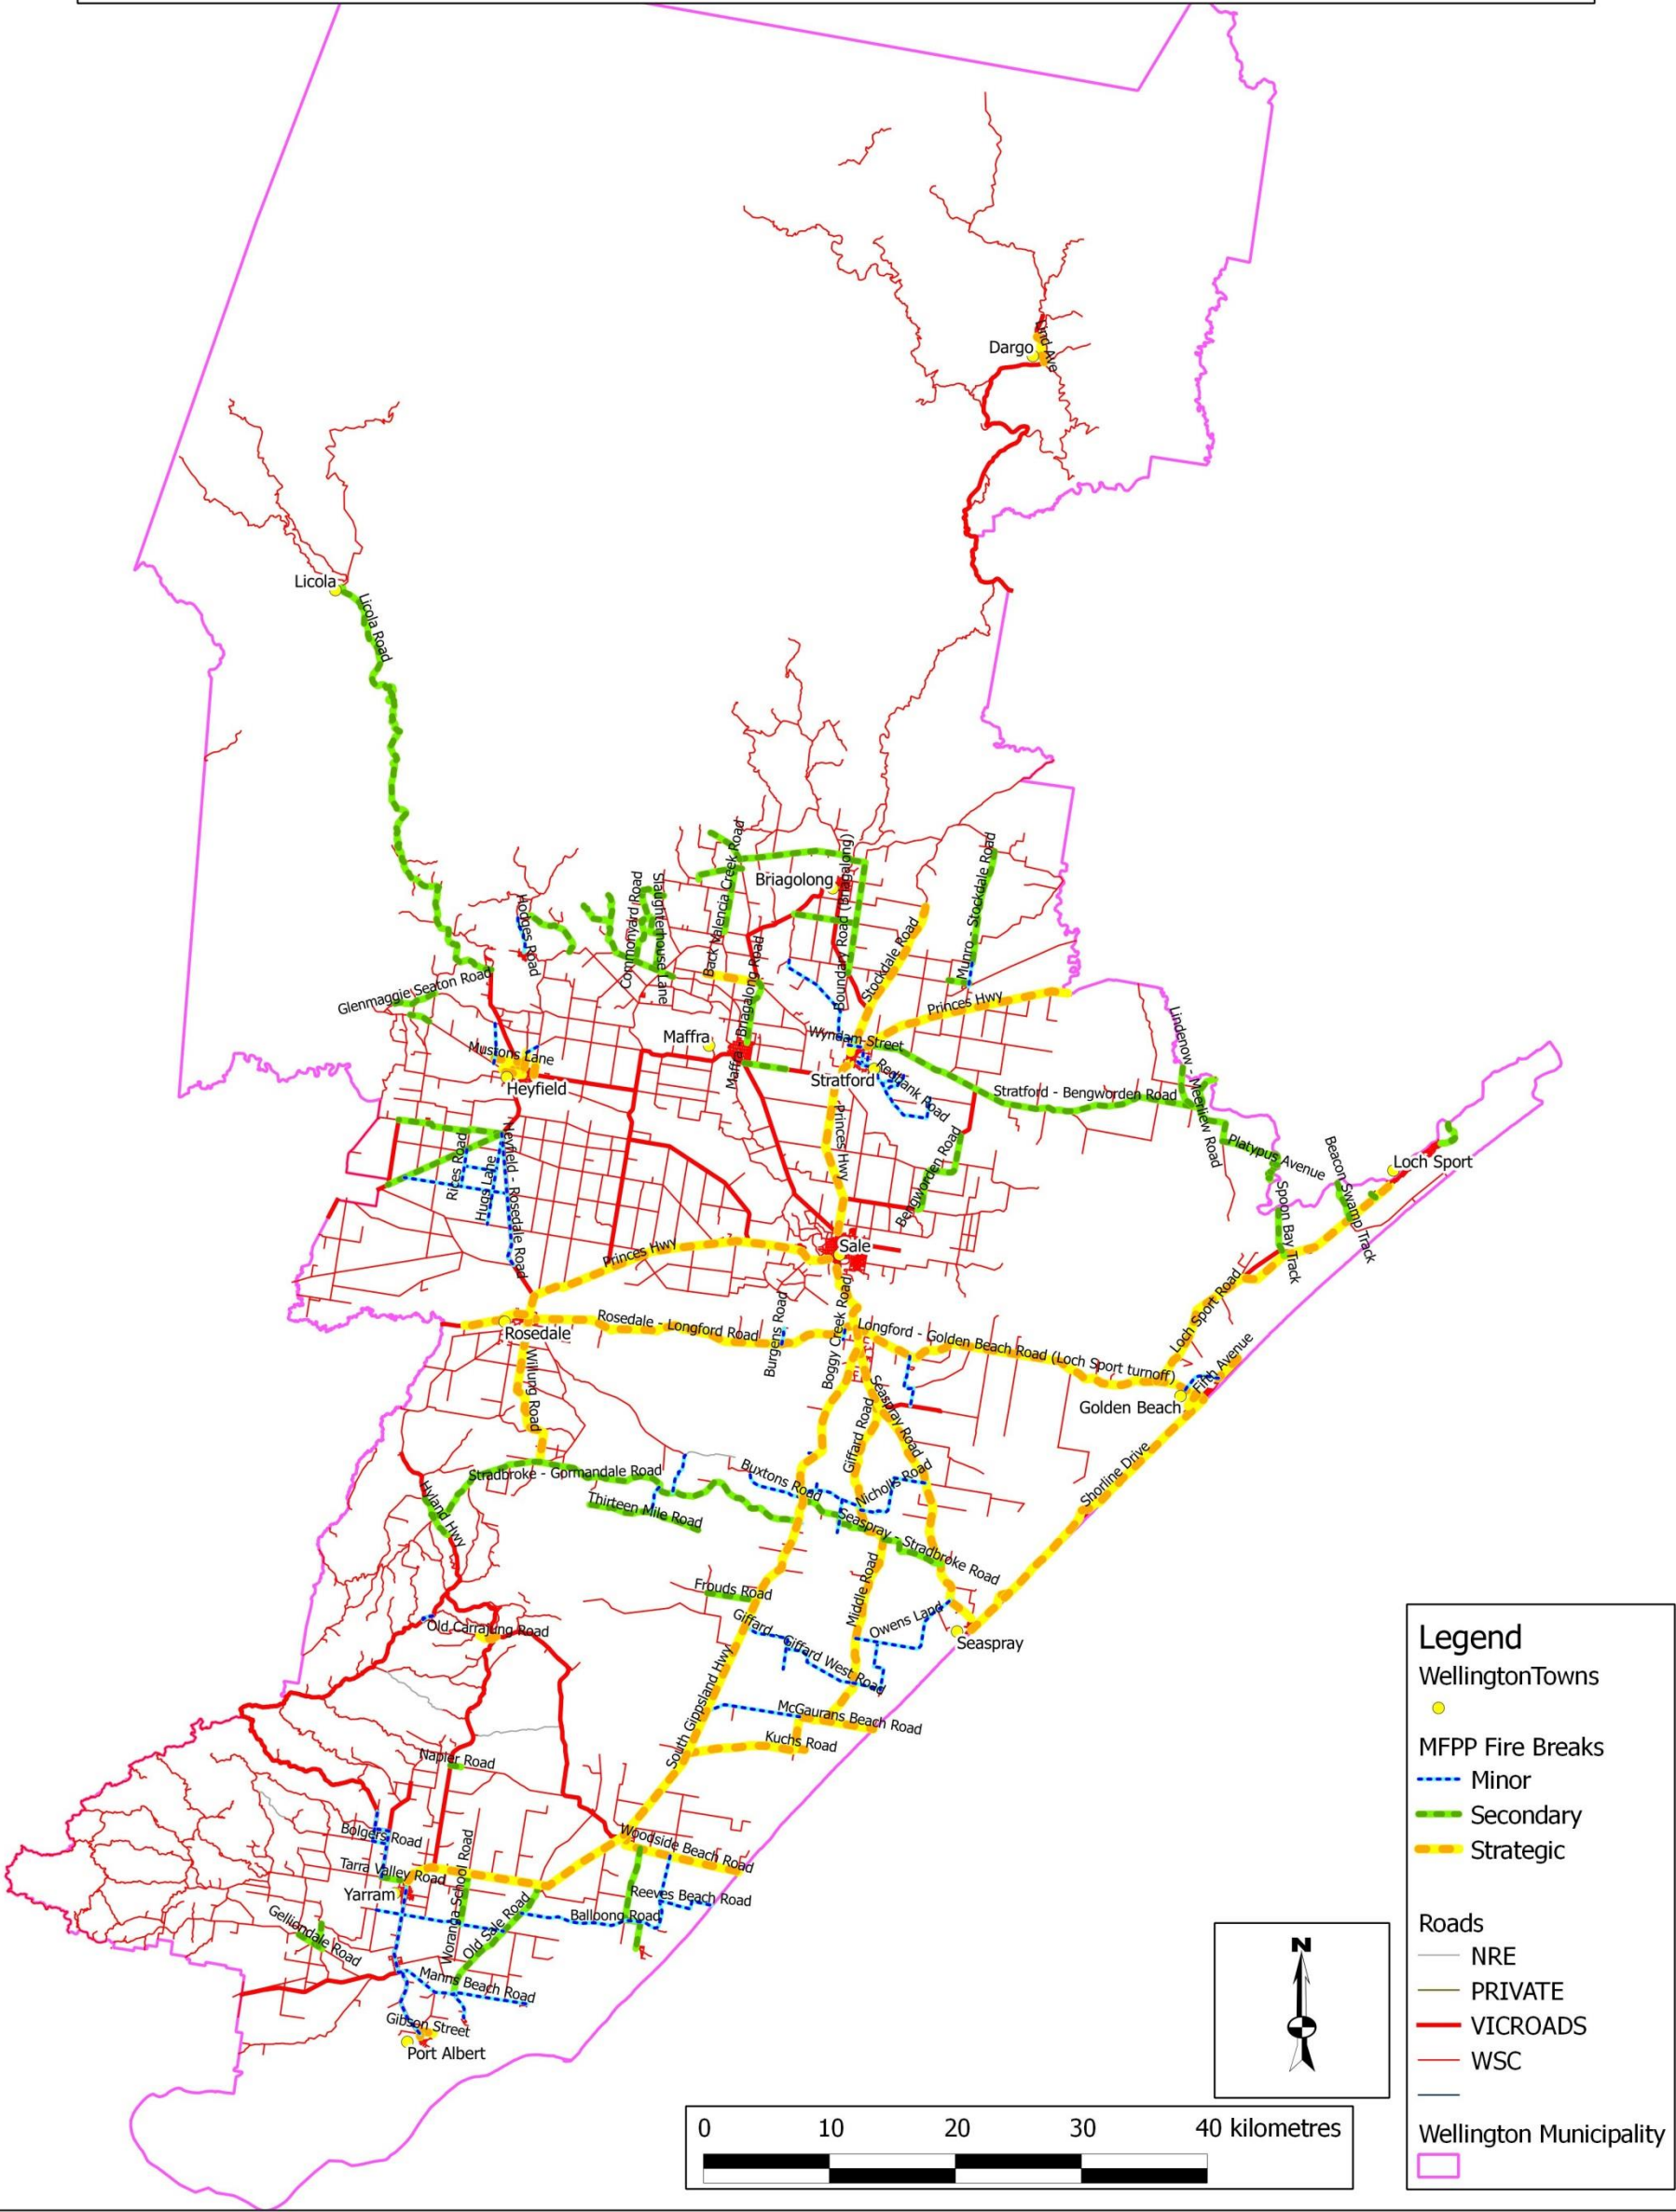 Lind Ave
Dargo
Licola
Licola Road
Briagolong
Hodges Road
Commonyard Road
Slaughterhouse Lane
Back Valencia Creek Road
Boundary Road (Briagalong)
Stockdale Road
Munro - Stockdale Road
Glenmaggie Seaton Road
Princes Hwy
Maffra - Briagalong Road
Maffra
Wyndam Street
Mustons Lane
Heyfield
Stratford
Redbank Road
Stratford - Bengworden Road
Lindenow - Meerlieu Road
Platypus Avenue
Beacon Swamp Track
Loch Sport
Princes Hwy
Rices Road
Hugs Lane
Heyfield - Rosedale Road
Bengworden Road
Spoon Bay Track
Princes Hwy
Sale
Boggy Creek Road
Burgens Road
Rosedale
Rosedale - Longford Road
Longford - Golden Beach Road (Loch Sport turnoff)
Loch Sport Road
Fifth Avenue
Golden Beach
Willung Road
Giffard Road
Seaspray Road
Shorline Drive
Stradbroke - Gormandale Road
Buxtons Road
Nicholls Road
Hyland Hwy
Thirteen Mile Road
Seaspray - Stradbroke Road
Frouds Road
Middle Road
Owens Land
Giffard - Giffard West Road
Seaspray
Old Carrajung Road
South Gippsland Hwy
McGaurans Beach Road
Kuchs Road
Napier Road
Bolgers Road
Woodside Beach Road
Tarra Valley Road
Yarram
Woranga School Road
Reeves Beach Road
Balloong Road
Old Sale Road
Gelliondale Road
Manns Beach Road
Gibson Street
Port Albert
Legend
WellingtonTowns
MFPP Fire Breaks
Minor
Secondary
Strategic
Roads
NRE
PRIVATE
VICROADS
WSC
Wellington Municipality
N
0 10 20 30 40 kilometres